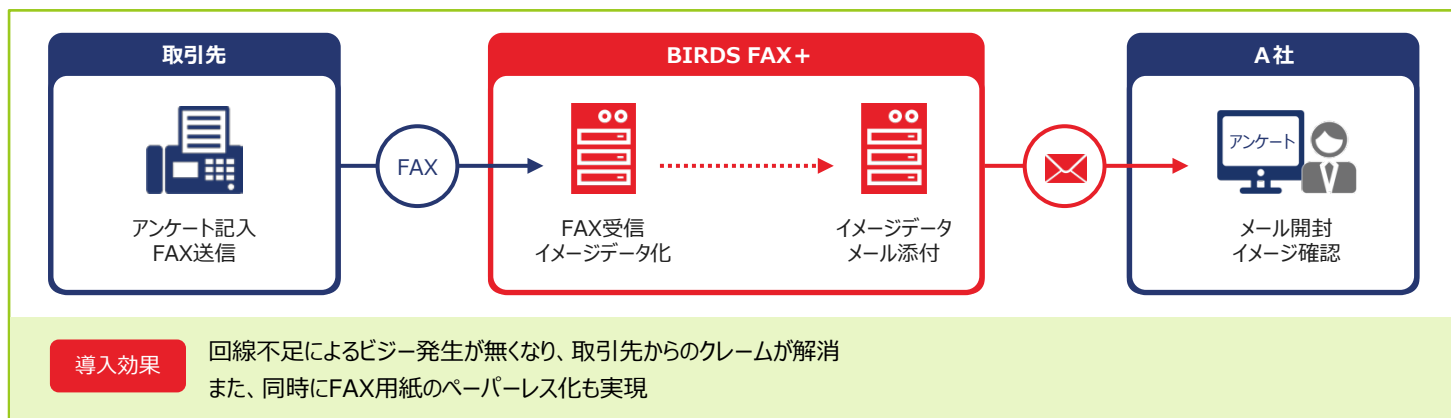 取引先
BIRDS FAX+
A社
FAX
アンケート
アンケート記入
FAX送信
FAX受信
イメージデータ化
イメージデータ
メール添付
メール開封
イメージ確認
導入効果
回線不足によるビジー発生が無くなり、取引先からのクレームが解消
また、同時にFAX用紙のペーパーレス化も実現